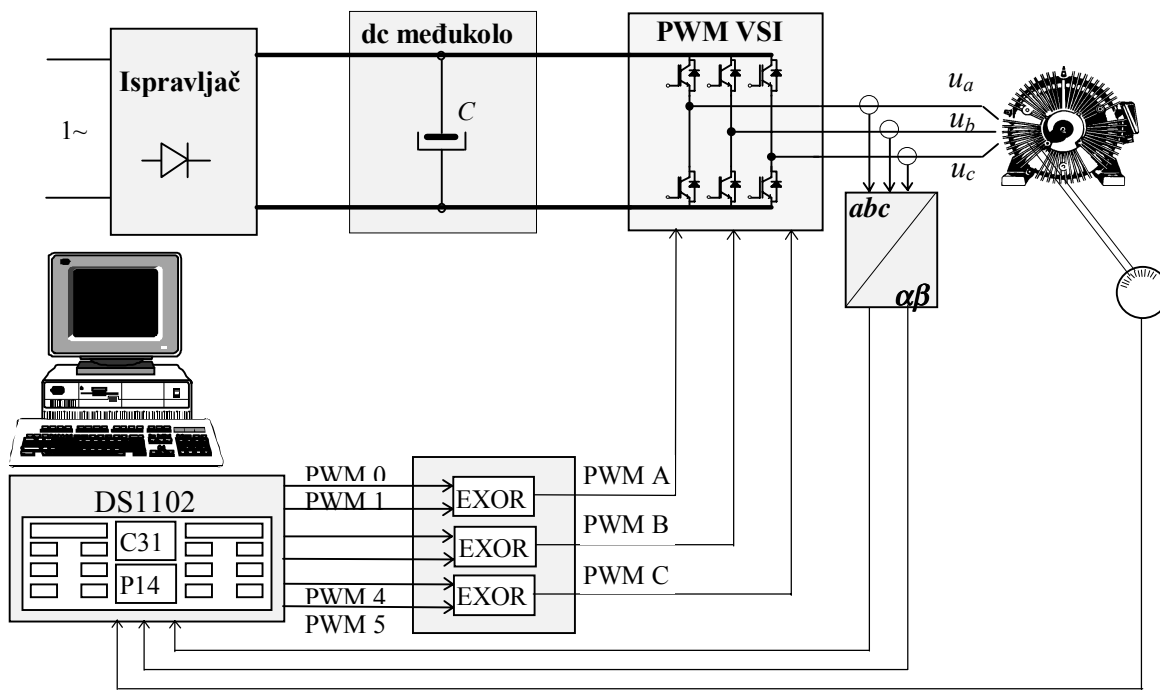 dc međukolo
PWM VSI
Ispravljač
1~
C
u_a
u_b
u_c
abc
αβ
DS1102
C31
P14
PWM 0
PWM 1
PWM 4
PWM 5
EXOR
EXOR
EXOR
PWM A
PWM B
PWM C